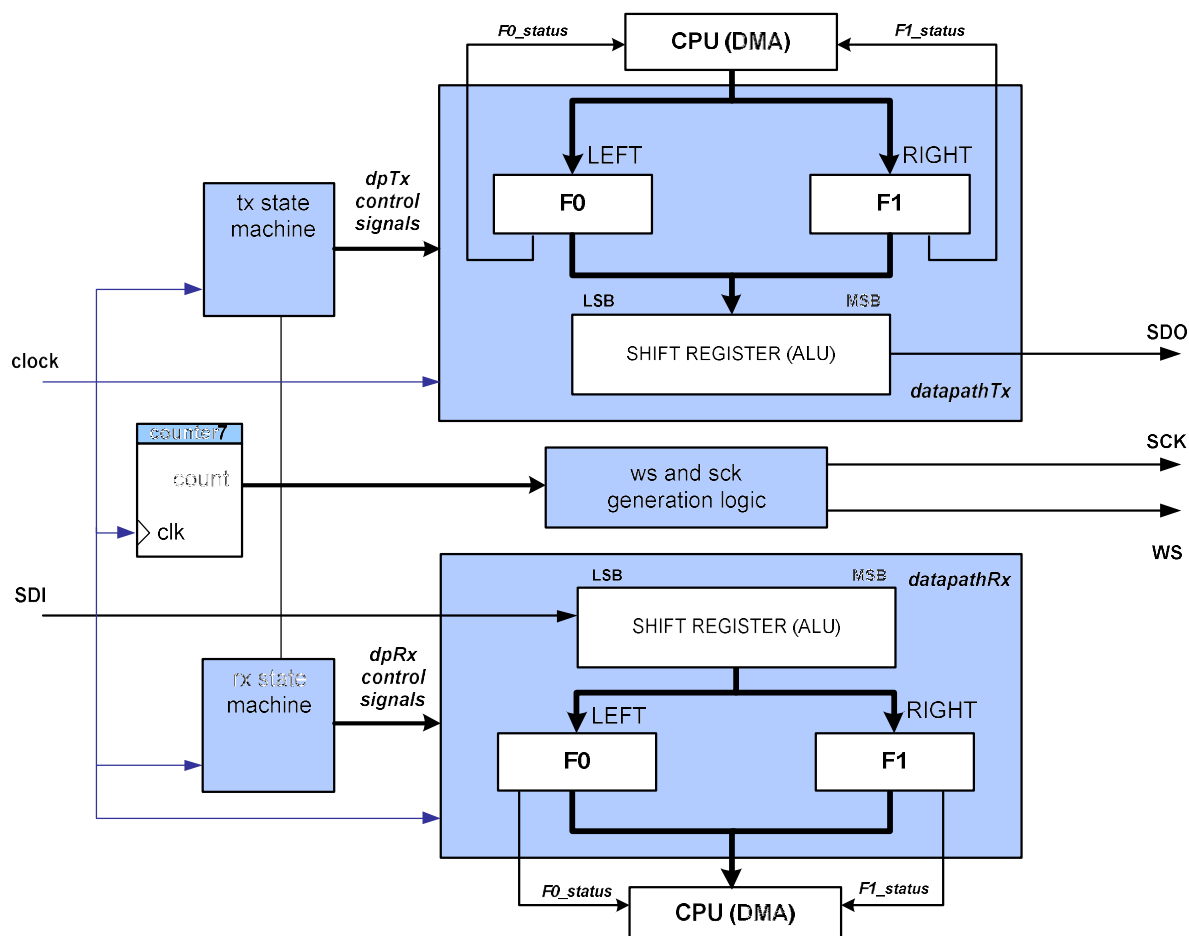 F0_status
CPU (DMA)
F1_status
LEFT
RIGHT
tx state
machine
dpTx
control
signals
F0
F1
LSB
MSB
SHIFT REGISTER (ALU)
SDO
clock
datapathTx
counter7
count
clk
ws and sck
generation logic
SCK
WS
SDI
LSB
MSB
datapathRx
SHIFT REGISTER (ALU)
rx state
machine
dpRx
control
signals
LEFT
RIGHT
F0
F1
F0_status
F1_status
CPU (DMA)